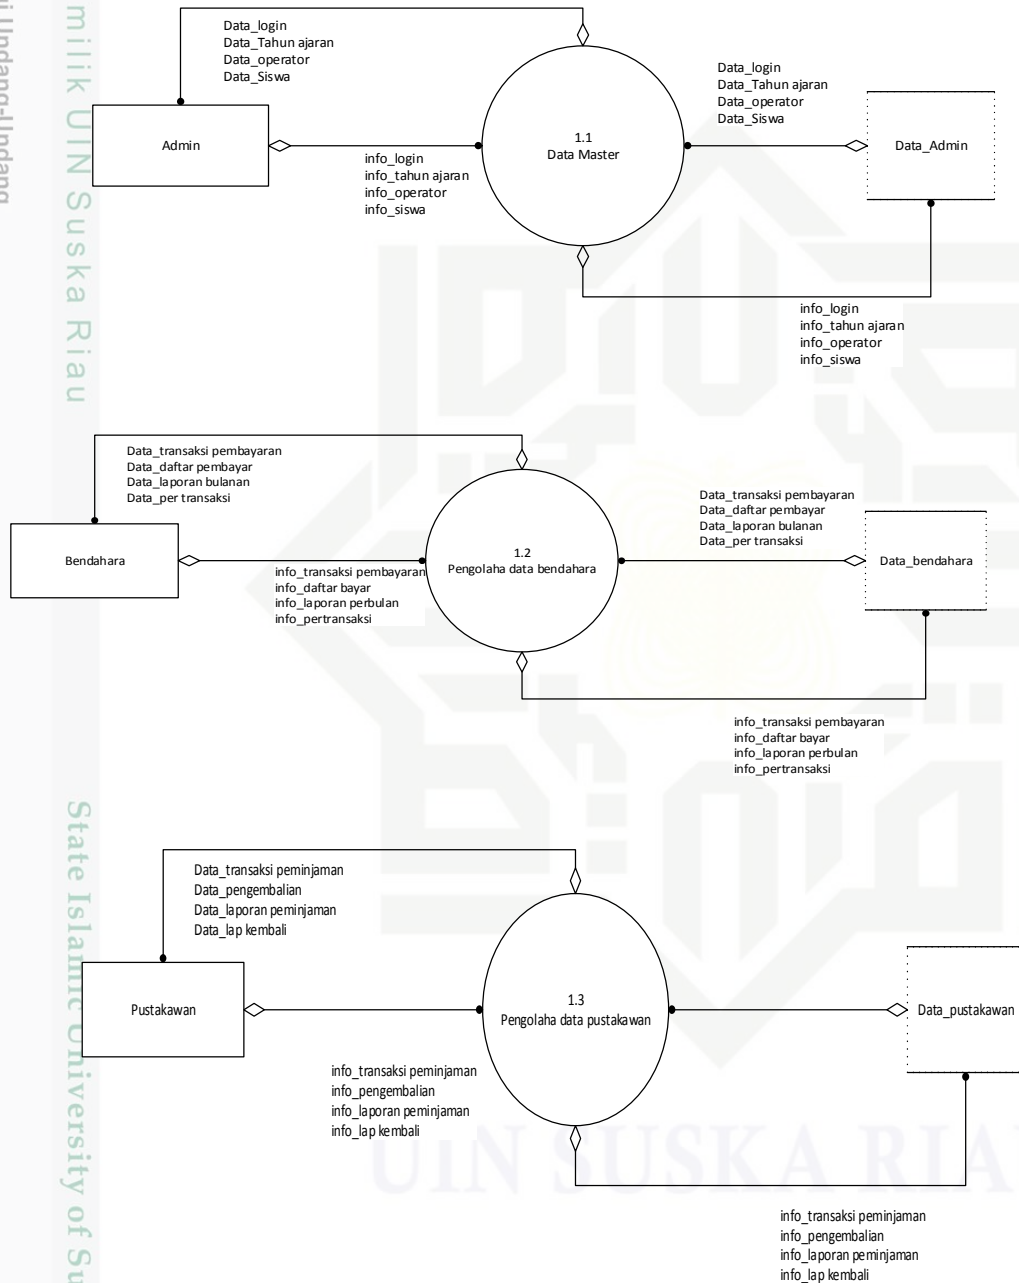 Data_login
Data_Tahun ajaran
Data_operator
Data_Siswa
Admin
info_login
info_tahun ajaran
info_operator
info_siswa
1.1
Data Master
Data_login
Data_Tahun ajaran
Data_operator
Data_Siswa
Data_Admin
info_login
info_tahun ajaran
info_operator
info_siswa
Data_transaksi pembayaran
Data_daftar pembayar
Data_laporan bulanan
Data_per transaksi
Bendahara
info_transaksi pembayaran
info_daftar bayar
info_laporan perbulan
info_pertransaksi
1.2
Pengolaha data bendahara
Data_transaksi pembayaran
Data_daftar pembayar
Data_laporan bulanan
Data_per transaksi
Data_bendahara
info_transaksi pembayaran
info_daftar bayar
info_laporan perbulan
info_pertransaksi
Data_transaksi peminjaman
Data_pengembalian
Data_laporan peminjaman
Data_lap kembali
Pustakawan
info_transaksi peminjaman
info_pengembalian
info_laporan peminjaman
info_lap kembali
1.3
Pengolaha data pustakawan
Data_pustakawan
info_transaksi peminjaman
info_pengembalian
info_laporan peminjaman
info_lap kembali
milik UIN Suska Riau
State Islamic University of Su
Undang-Undang
UIN SUSKA RIA